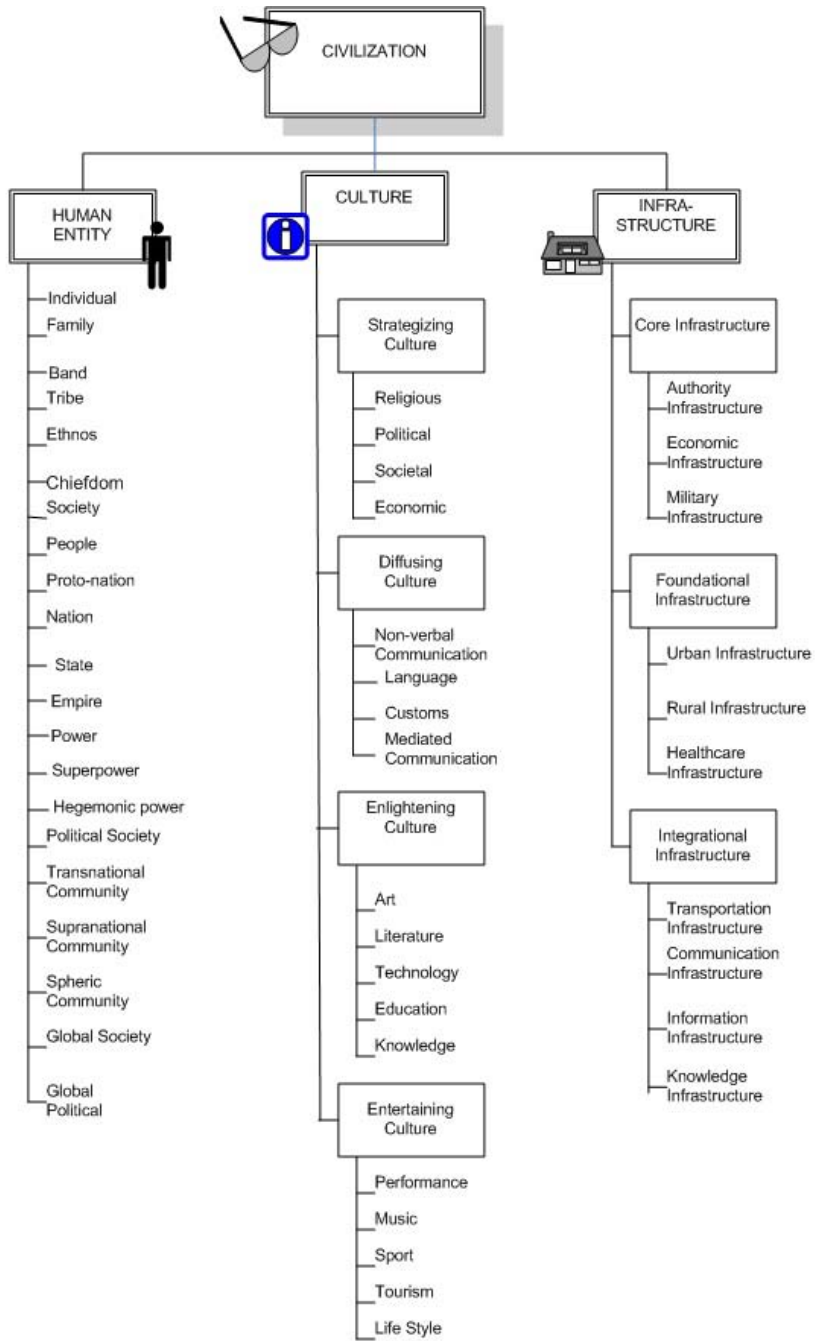 CIVILIZATION
HUMAN
ENTITY
Individual
Family
Band
Tribe
Ethnos
Chiefdom
Society
People
Proto-nation
Nation
State
Empire
Power
Superpower
Hegemonic power
Political Society
Transnational
Community
Supranational
Community
Spheric
Community
Global Society
Global
Political
CULTURE
Strategizing
Culture
Religious
Political
Societal
Economic
Diffusing
Culture
Non-verbal
Communication
Language
Customs
Mediated
Communication
Enlightening
Culture
Art
Literature
Technology
Education
Knowledge
Entertaining
Culture
Performance
Music
Sport
Tourism
Life Style
INFRA-
STRUCTURE
Core Infrastructure
Authority
Infrastructure
Economic
Infrastructure
Military
Infrastructure
Foundational
Infrastructure
Urban Infrastructure
Rural Infrastructure
Healthcare
Infrastructure
Integrational
Infrastructure
Transportation
Infrastructure
Communication
Infrastructure
Information
Infrastructure
Knowledge
Infrastructure